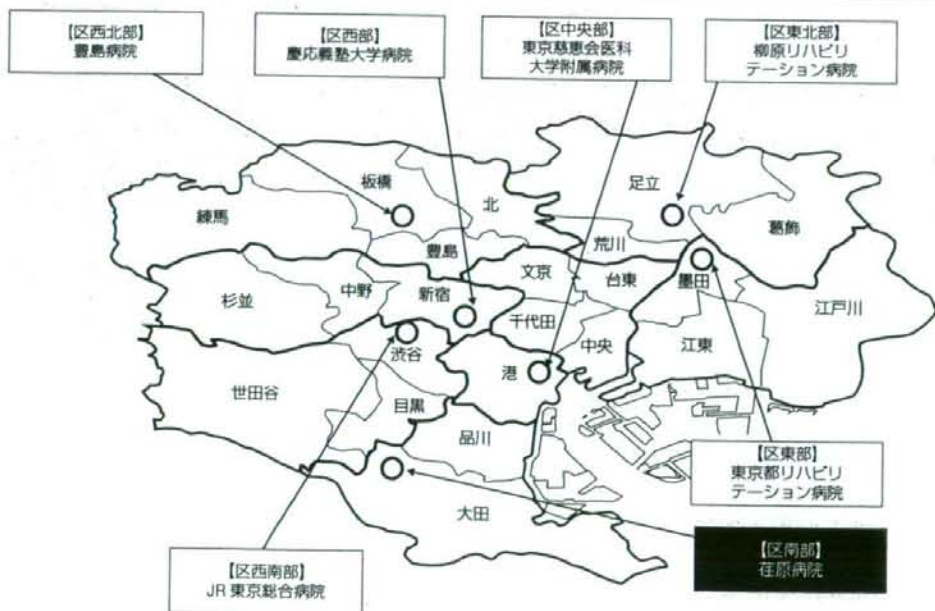 【区西北部】
豊島病院
【区西部】
慶応義塾大学病院
【区中央部】
東京慈恵会医科
大学附属病院
【区東北部】
柳原リハビリ
テーション病院
足立
板橋
北
練馬
葛飾
荒川
豊島
文京
台東
墨田
中野
新宿
杉並
江戸川
千代田
中央
江東
渋谷
港
世田谷
目黒
品川
大田
【区東部】
東京都リハビリ
テーション病院
【区南部】
荏原病院
【区西南部】
JR 東京総合病院